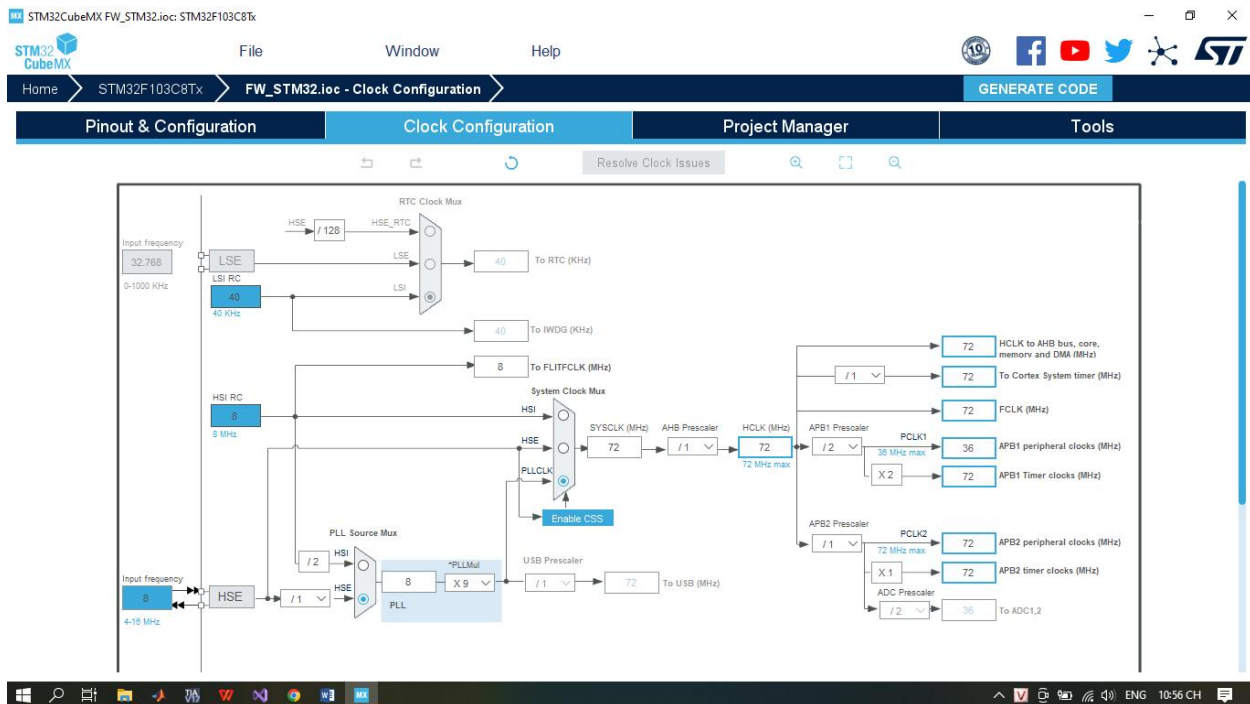 MX STM32CubeMX FW_STM32.ioc: STM32F103C8Tx
STM32 CubeMX
File Window Help
10
Home STM32F103C8Tx FW_STM32.ioc - Clock Configuration GENERATE CODE
Pinout & Configuration Clock Configuration Project Manager Tools
Resolve Clock Issues
RTC Clock Mux
HSE / 128 HSE_RTC
Input frequency
32.768 LSE LSE 40 To RTC (KHz)
0-1000 KHz
LSI RC
40 LSI
40 KHz
40 To IWDG (KHz)
8 To FLITFCLK (MHz)
HSI RC
8
8 MHz
System Clock Mux
HSI
HSE
PLLCLK
Enable CSS
SYSCLK (MHz) AHB Prescaler HCLK (MHz) APB1 Prescaler
72 / 1 72 / 2
72 MHz max
72 HCLK to AHB bus, core,
memory and DMA (MHz)
/ 1 72 To Cortex System timer (MHz)
72 FCLK (MHz)
PCLK1
36 MHz max 36 APB1 peripheral clocks (MHz)
X 2 72 APB1 Timer clocks (MHz)
APB2 Prescaler
/ 1
PCLK2
72 MHz max 72 APB2 peripheral clocks (MHz)
X 1 72 APB2 timer clocks (MHz)
ADC Prescaler
/ 2 36 To ADC1,2
PLL Source Mux
/ 2 HSI
HSE
*PLLMul
8 X 9
PLL
USB Prescaler
/ 1 72 To USB (MHz)
Input frequency
8 HSE / 1
4-16 MHz
ENG 10:56 CH